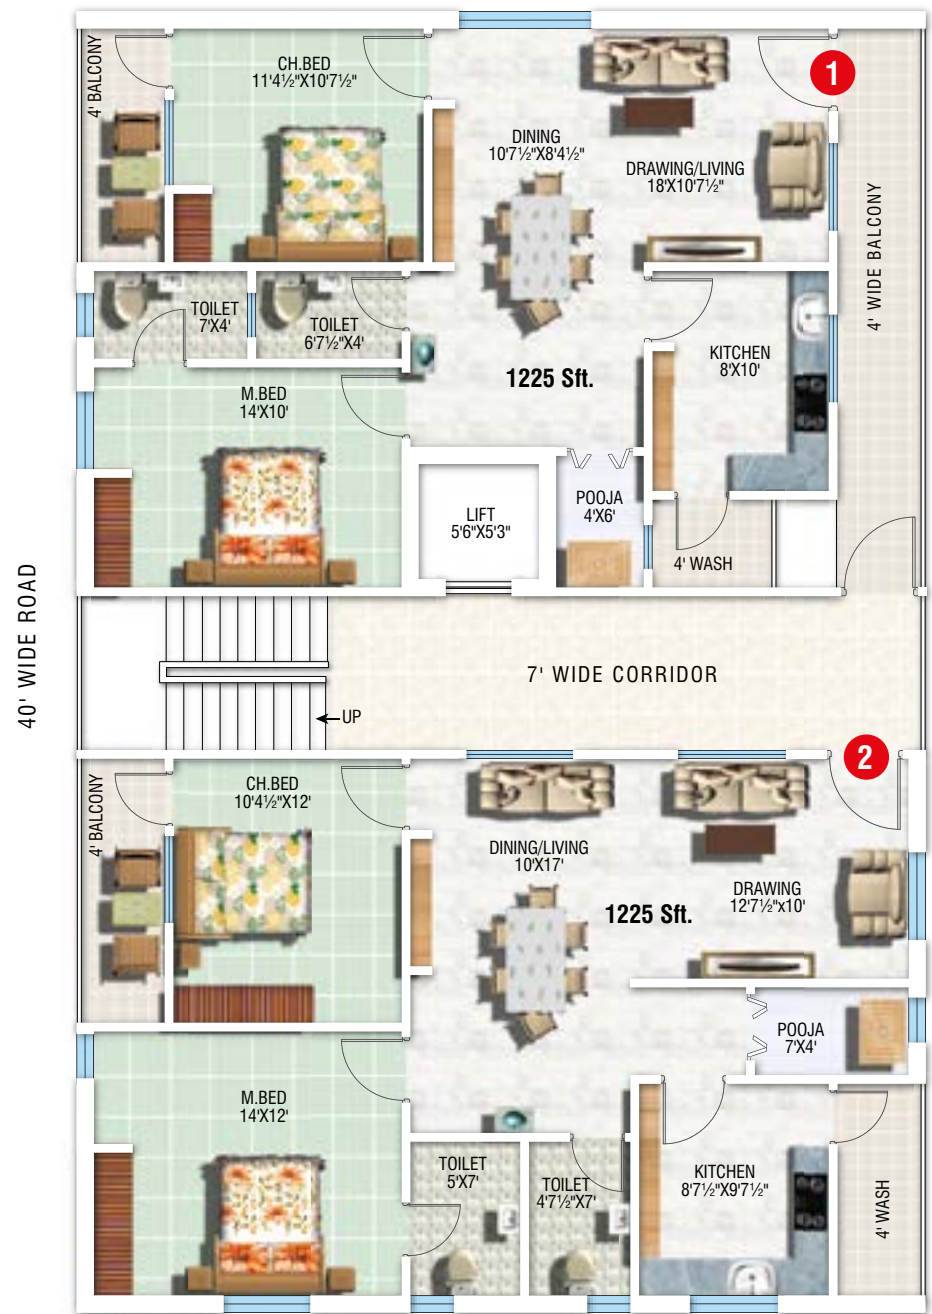 4' BALCONY
CH.BED
11'4½"X10'7½"
1
DINING
10'7½"X8'4½"
DRAWING/LIVING
18'X10'7½"
4' WIDE BALCONY
TOILET
7'X4'
TOILET
6'7½"X4'
KITCHEN
8'X10'
1225 Sft.
M.BED
14'X10'
LIFT
5'6"X5'3"
POOJA
4'X6'
4' WASH
40' WIDE ROAD
7' WIDE CORRIDOR
UP
2
4' BALCONY
CH.BED
10'4½"X12'
DINING/LIVING
10'X17'
DRAWING
12'7½"x10'
1225 Sft.
POOJA
7'X4'
M.BED
14'X12'
TOILET
5'X7'
TOILET
4'7½"X7'
KITCHEN
8'7½"X9'7½"
4' WASH